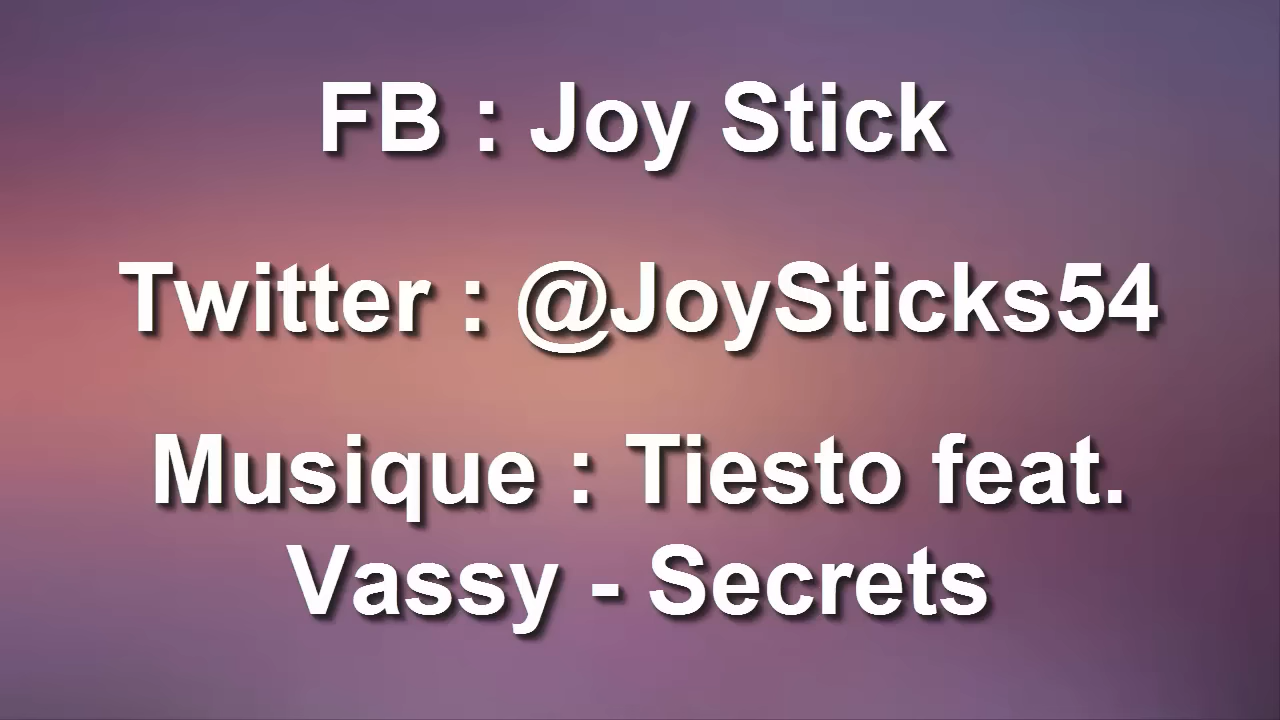 FB : Joy Stick
Twitter : @JoySticks54
Musique : Tiesto feat.
Vassy - Secrets